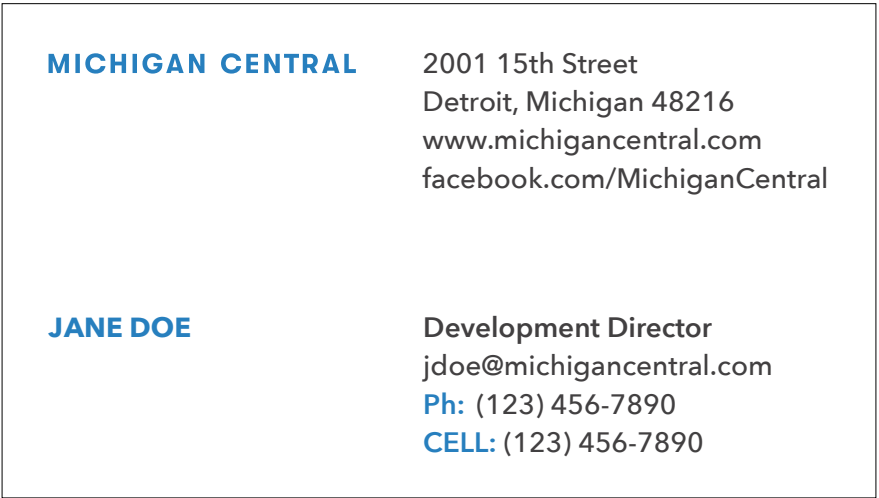 MICHIGAN CENTRAL
2001 15th Street
Detroit, Michigan 48216
www.michigancentral.com
facebook.com/MichiganCentral
JANE DOE
Development Director
jdoe@michigancentral.com
Ph: (123) 456-7890
CELL: (123) 456-7890